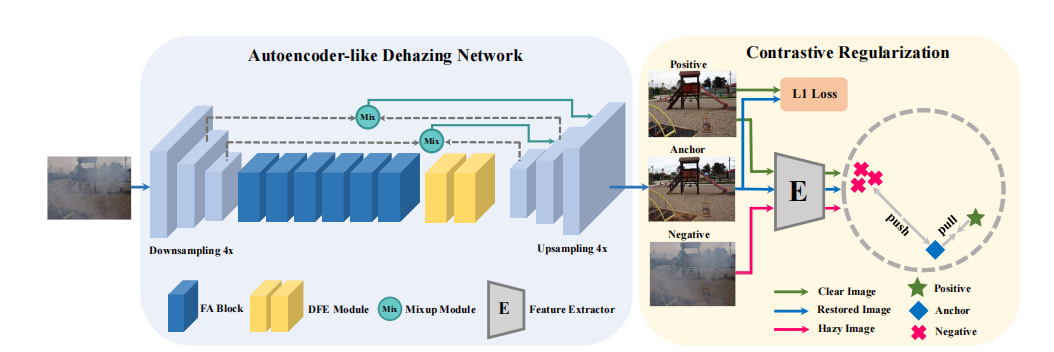 Autoencoder-like Dehazing Network
Contrastive Regularization
Positive
L1 Loss
Mix
Mix
Anchor
E
push
pull
Negative
Downsampling 4x
Upsampling 4x
FA Block
DFE Module
Mix
Mixup Module
E
Feature Extractor
Clear Image
Restored Image
Hazy Image
Positive
Anchor
Negative